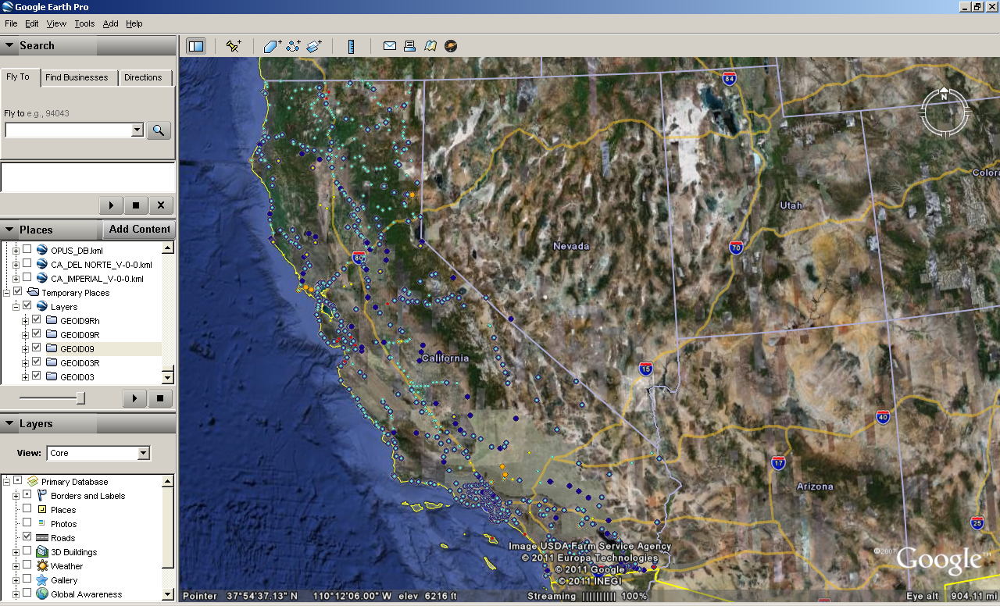 Google Earth Pro
File Edit View Tools Add Help
Search
Fly To Find Businesses Directions
Fly to e.g., 94043
Places Add Content
OPUS_DB.kml
CA_DEL NORTE_V-0-0.kml
CA_IMPERIAL_V-0-0.kml
Temporary Places
Layers
GEOID9Rh
GEOID09R
GEOID09
GEOID03R
GEOID03
Layers
View: Core
Primary Database
Borders and Labels
Places
Photos
Roads
3D Buildings
Weather
Gallery
Global Awareness
84
N
Colora
Utah
70
Nevada
80
California
15
40
17
Arizona
25
Image USDA Farm Service Agency
© 2011 Europa Technologies
© 2011 Google
© 2011 INEGI
©2007 Google™
Pointer 37°54'37.13" N 110°12'06.00" W elev 6216 ft Streaming 100% Eye alt 904.11 mi